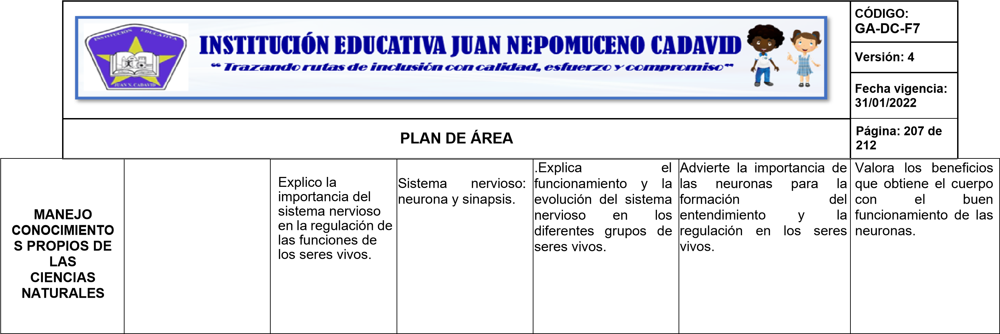 INSTITUCIÓN EDUCATIVA
JUAN N. CADAVID
INSTITUCIÓN EDUCATIVA JUAN NEPOMUCENO CADAVID
“ Trazando rutas de inclusión con calidad, esfuerzo y compromiso”
CÓDIGO:
GA-DC-F7
Versión: 4
Fecha vigencia:
31/01/2022
PLAN DE ÁREA
Página: 207 de
212
MANEJO
CONOCIMIENTO
S PROPIOS DE
LAS
CIENCIAS
NATURALES
Explico la
importancia del
sistema nervioso
en la regulación de
las funciones de
los seres vivos.
Sistema nervioso:
neurona y sinapsis.
.Explica el
funcionamiento y la
evolución del sistema
nervioso en los
diferentes grupos de
seres vivos.
Advierte la importancia de
las neuronas para la
formación del
entendimiento y la
regulación en los seres
vivos.
Valora los beneficios
que obtiene el cuerpo
con el buen
funcionamiento de las
neuronas.